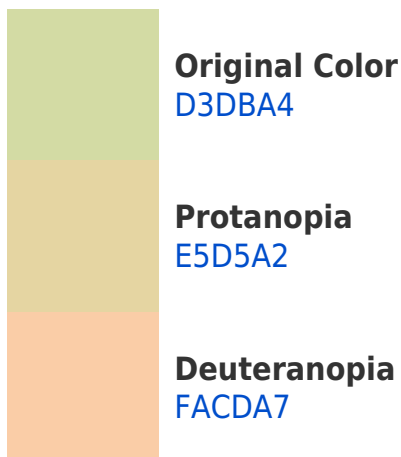 Original Color
D3DBA4
Protanopia
E5D5A2
Deuteranopia
FACDA7